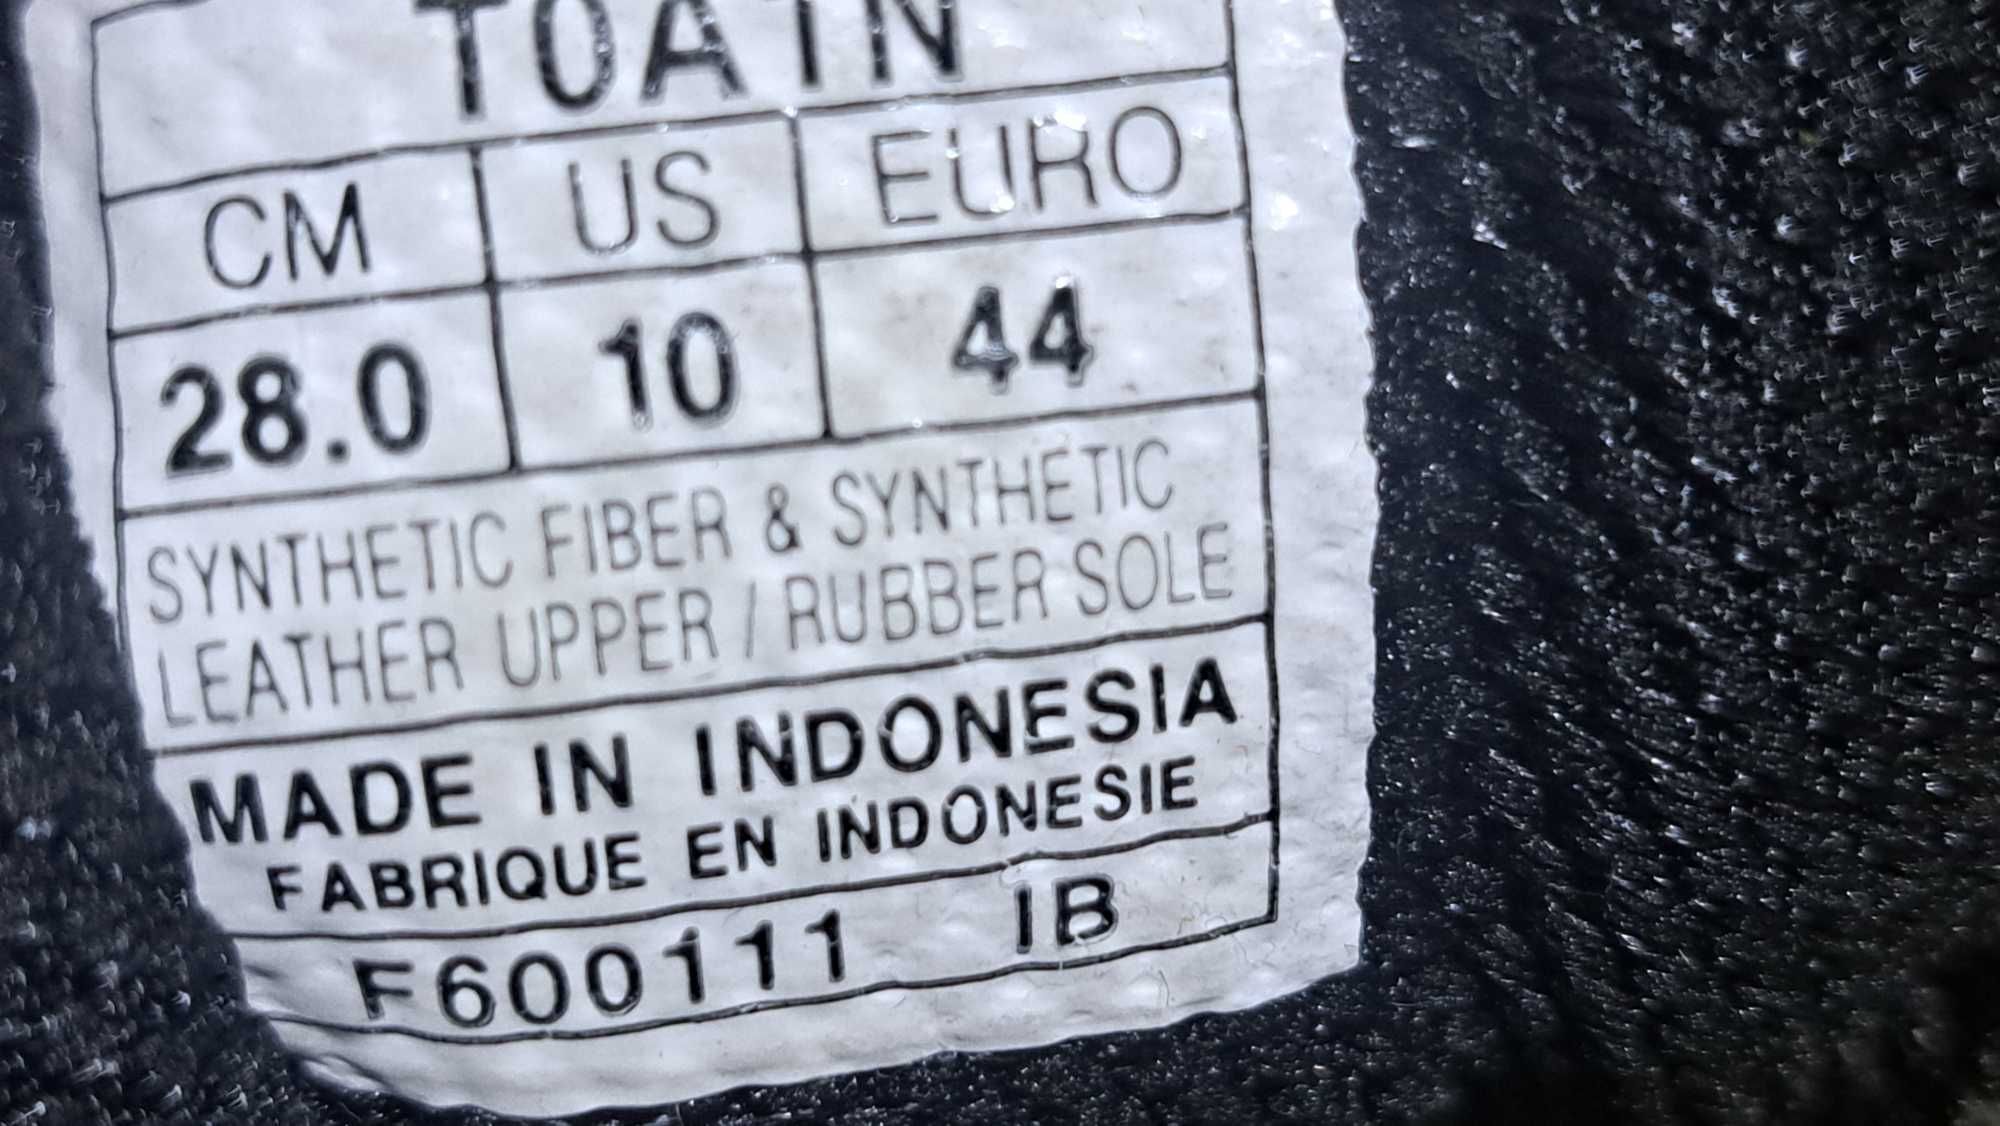 T0A1N
CM US EURO
28.0 10 44
SYNTHETIC FIBER & SYNTHETIC
LEATHER UPPER / RUBBER SOLE
MADE IN INDONESIA
FABRIQUE EN INDONESIE
F600111 IB